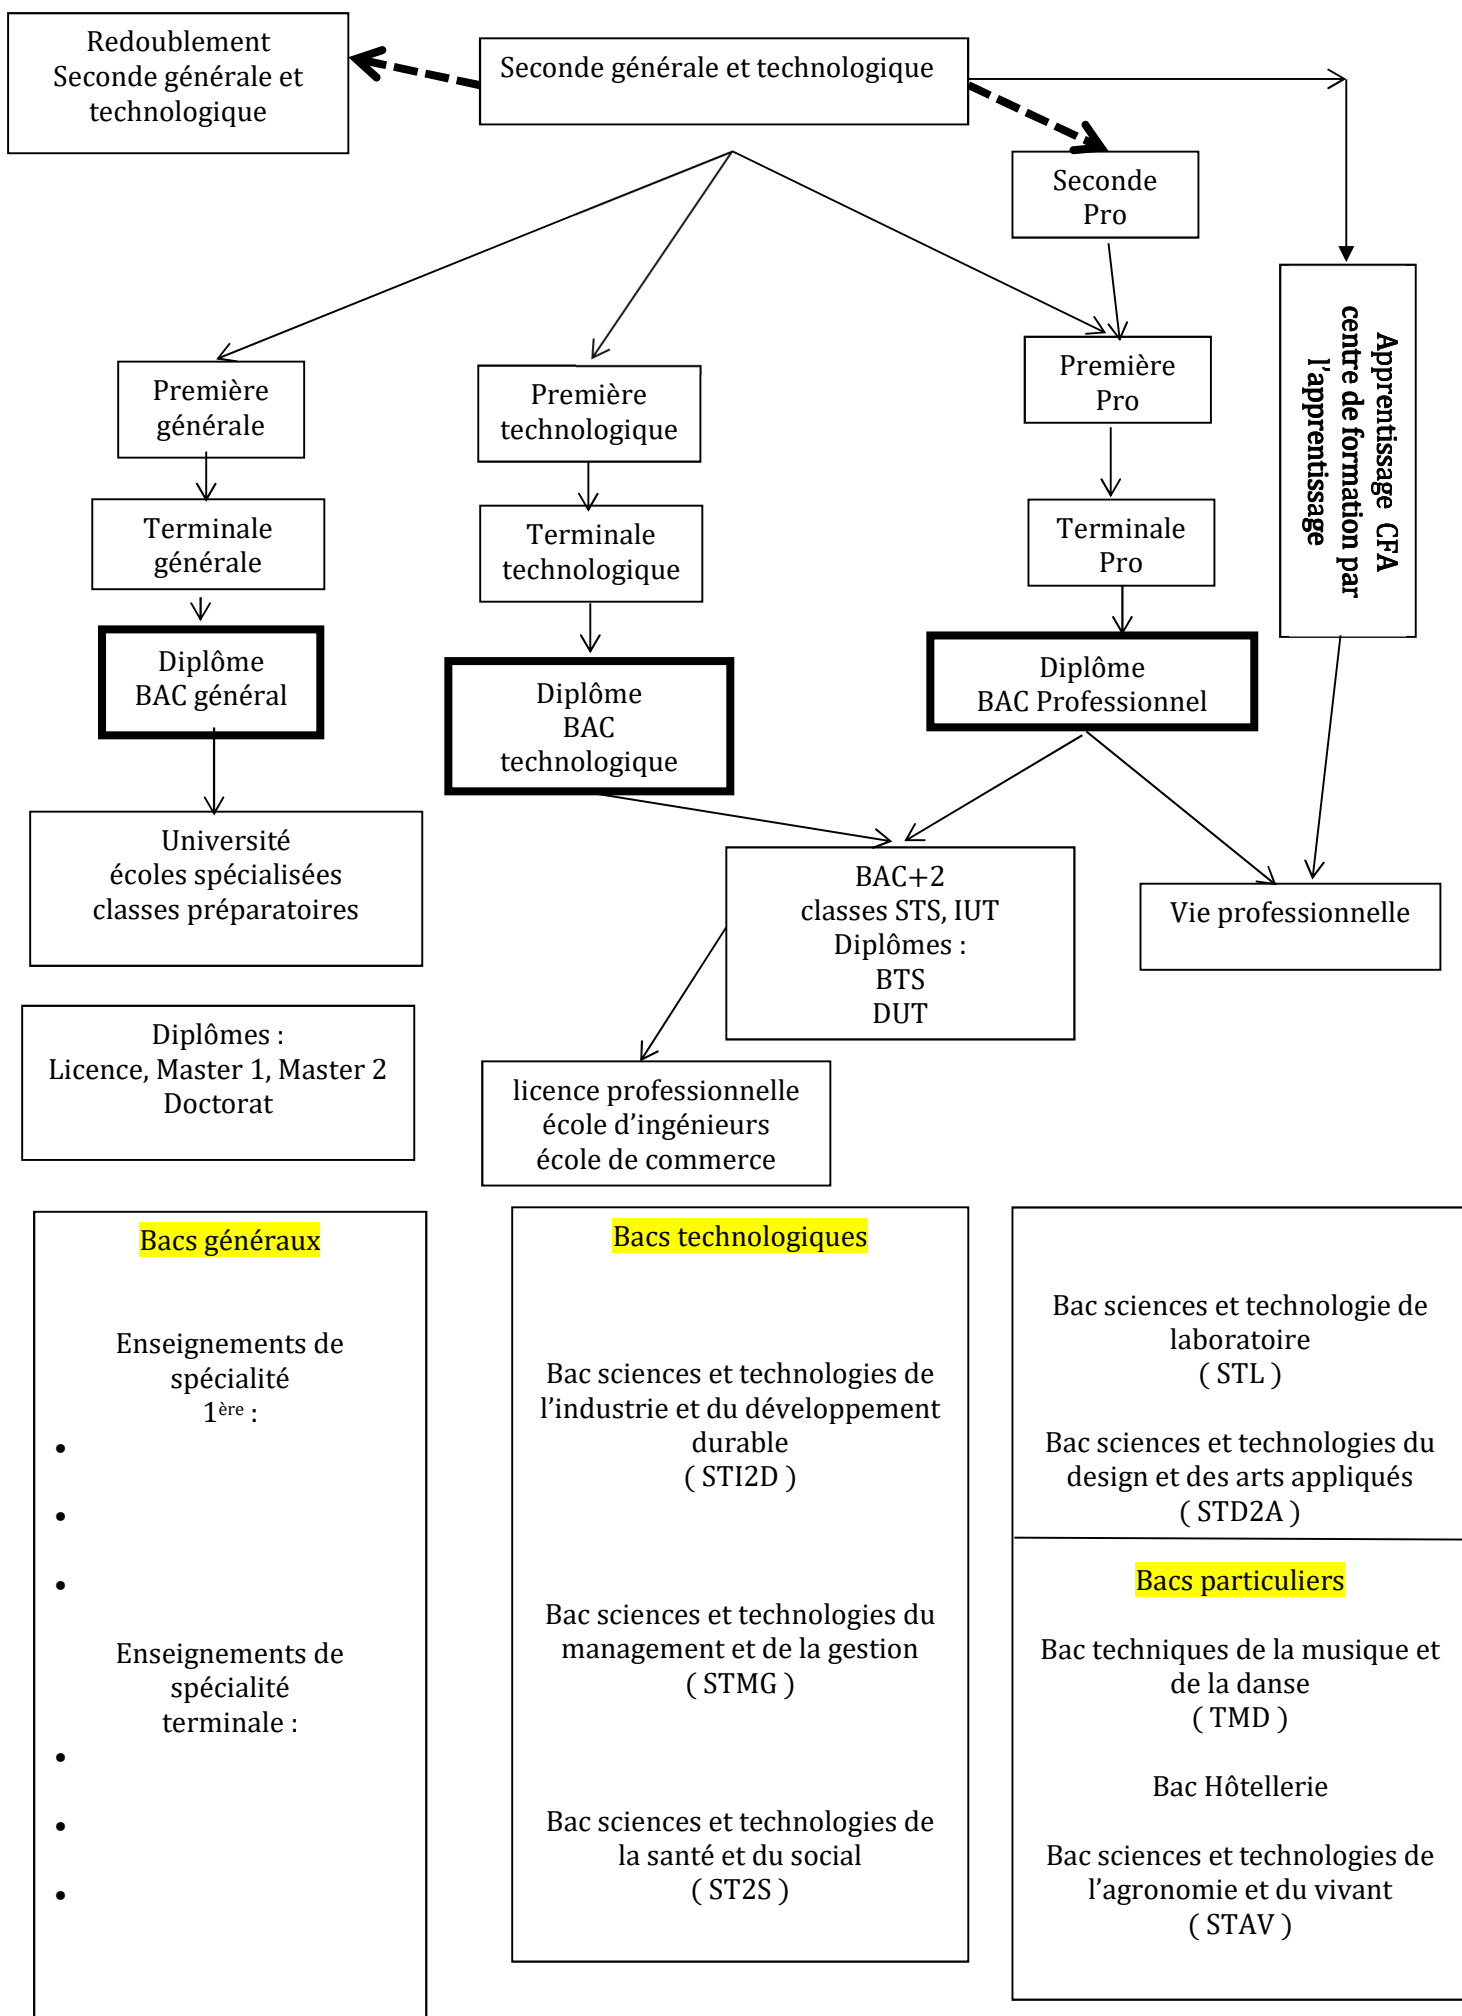 Redoublement
Seconde générale et
technologique
Seconde générale et technologique
Seconde
Pro
Apprentissage CFA
centre de formation par
l'apprentissage
Première
générale
Première
technologique
Première
Pro
Terminale
générale
Terminale
technologique
Terminale
Pro
Diplôme
BAC général
Diplôme
BAC
technologique
Diplôme
BAC Professionnel
Université
écoles spécialisées
classes préparatoires
BAC+2
classes STS, IUT
Diplômes :
BTS
DUT
Vie professionnelle
Diplômes :
Licence, Master 1, Master 2
Doctorat
licence professionnelle
école d’ingénieurs
école de commerce
Bacs généraux
Enseignements de
spécialité
1ère :
•
•
•
Enseignements de
spécialité
terminale :
•
•
•
Bacs technologiques
Bac sciences et technologies de
l’industrie et du développement
durable
( STI2D )
Bac sciences et technologies du
management et de la gestion
( STMG )
Bac sciences et technologies de
la santé et du social
( ST2S )
Bac sciences et technologie de
laboratoire
( STL )
Bac sciences et technologies du
design et des arts appliqués
( STD2A )
Bacs particuliers
Bac techniques de la musique et
de la danse
( TMD )
Bac Hôtellerie
Bac sciences et technologies de
l’agronomie et du vivant
( STAV )